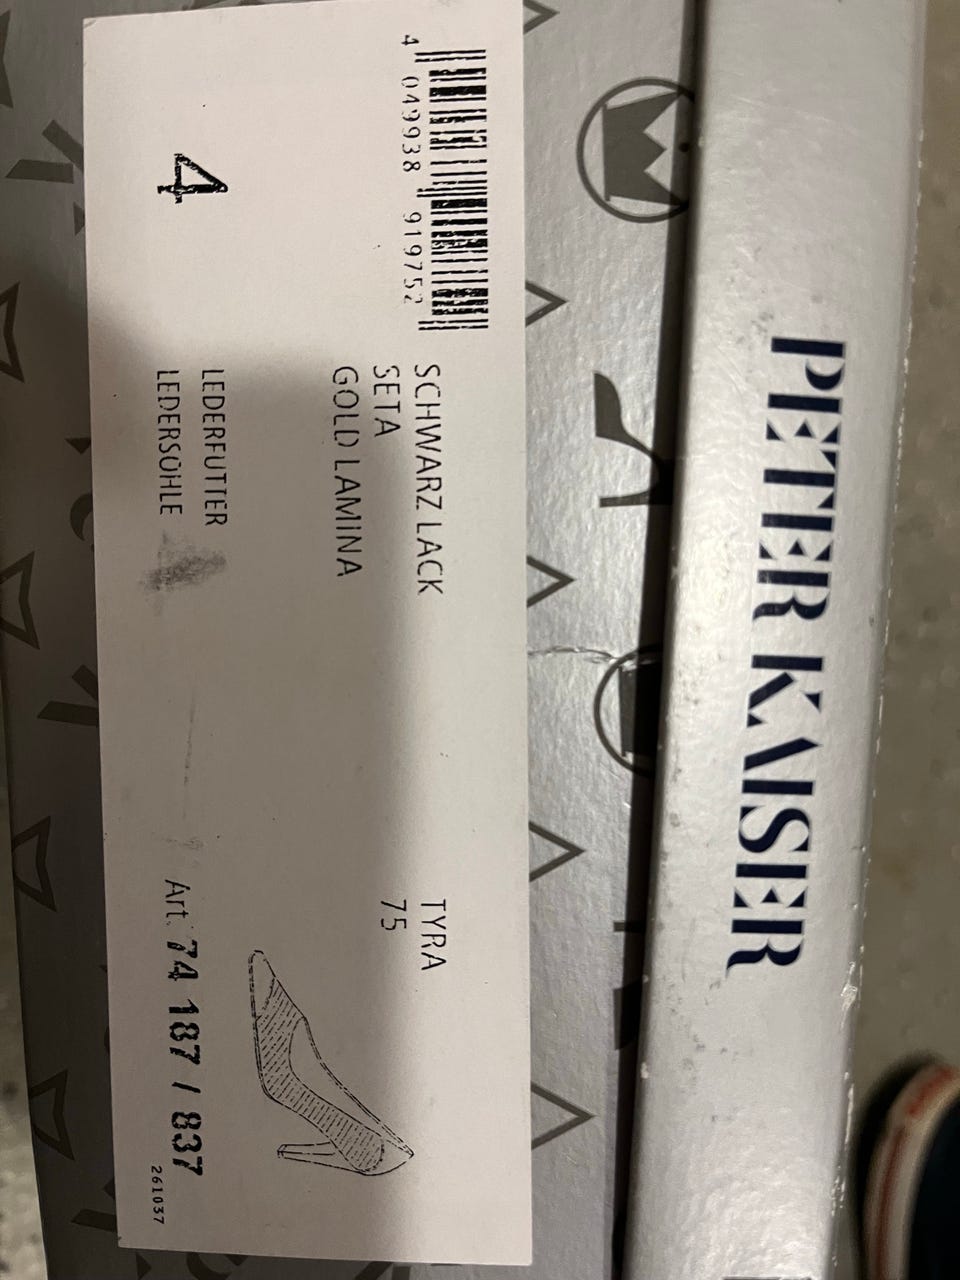 PETER KAISER
4 049938 919752
SCHWARZ LACK
SETA
GOLD LAMINA
TYRA
75
4
LEDERFUTTER
LEDERSOHLE
Art. 74 187 / 837
261037